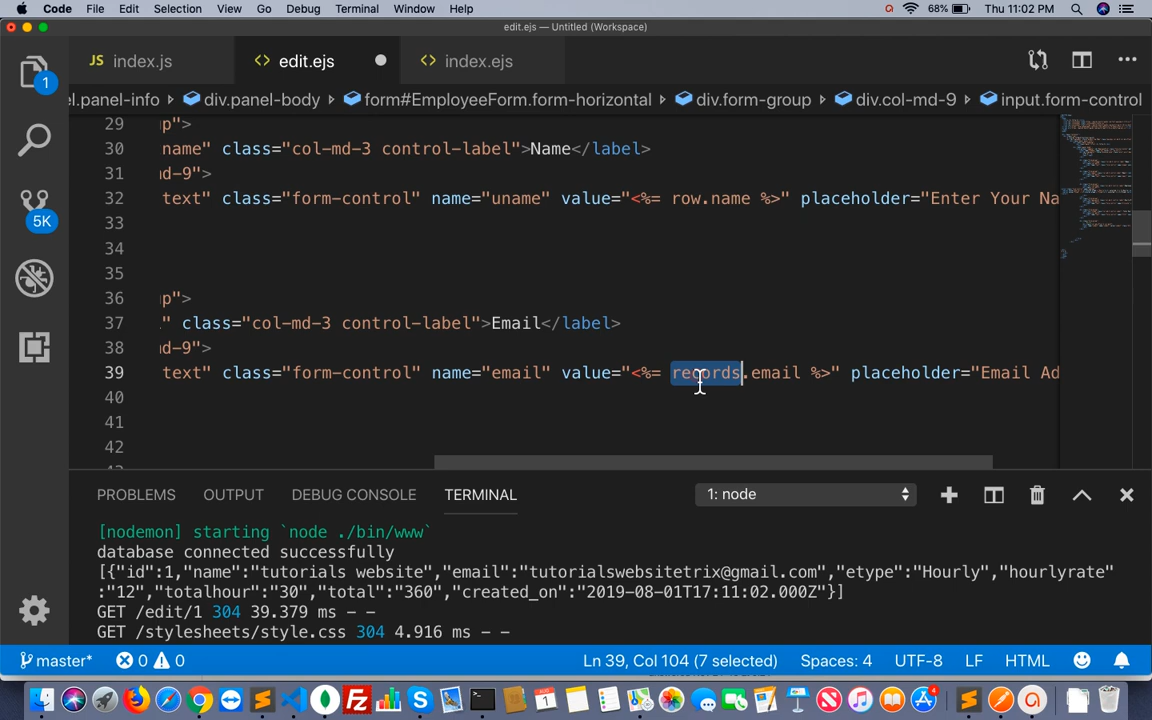 Code File Edit Selection View Go Debug Terminal Window Help 68% Thu 11:02 PM
edit.ejs — Untitled (Workspace)
JS index.js <> edit.ejs <> index.ejs
1
el.panel-info div.panel-body form#EmployeeForm.form-horizontal div.form-group div.col-md-9 input.form-control
29 p">
30 name" class="col-md-3 control-label">Name</label>
31 d-9">
32 text" class="form-control" name="uname" value="<%= row.name %>" placeholder="Enter Your Na
5K
33
34
35
36 p">
37 " class="col-md-3 control-label">Email</label>
38 d-9">
39 text" class="form-control" name="email" value="<%= records.email %>" placeholder="Email Ad
40
41
42
PROBLEMS OUTPUT DEBUG CONSOLE TERMINAL 1: node
[nodemon] starting `node ./bin/www`
database connected successfully
[{"id":1,"name":"tutorials website","email":"tutorialswebsitetrix@gmail.com","etype":"Hourly","hourlyrate"
:"12","totalhour":"30","total":"360","created_on":"2019-08-01T17:11:02.000Z"}]
GET /edit/1 304 39.379 ms - -
GET /stylesheets/style.css 304 4.916 ms - -
master* 0 0 Ln 39, Col 104 (7 selected) Spaces: 4 UTF-8 LF HTML